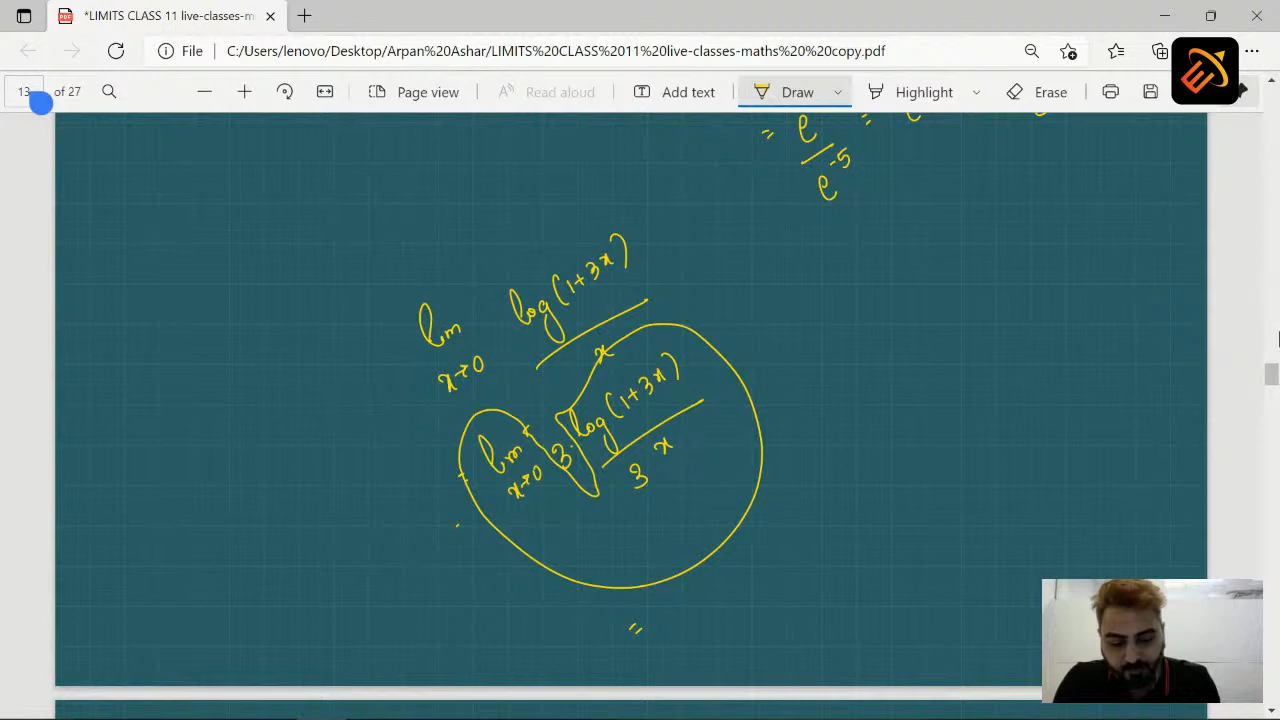 *LIMITS CLASS 11 live-classes-m
File C:/Users/lenovo/Desktop/Arpan%20Ashar/LIMITS%20CLASS%2011%20live-classes-maths%20%20copy.pdf
13 of 27 Page view Read aloud Add text Draw Highlight Erase
= e =
e⁻⁵
lim log(1+3x)
x→0 x
lim 3. log(1+3x)
x→0 3x
=